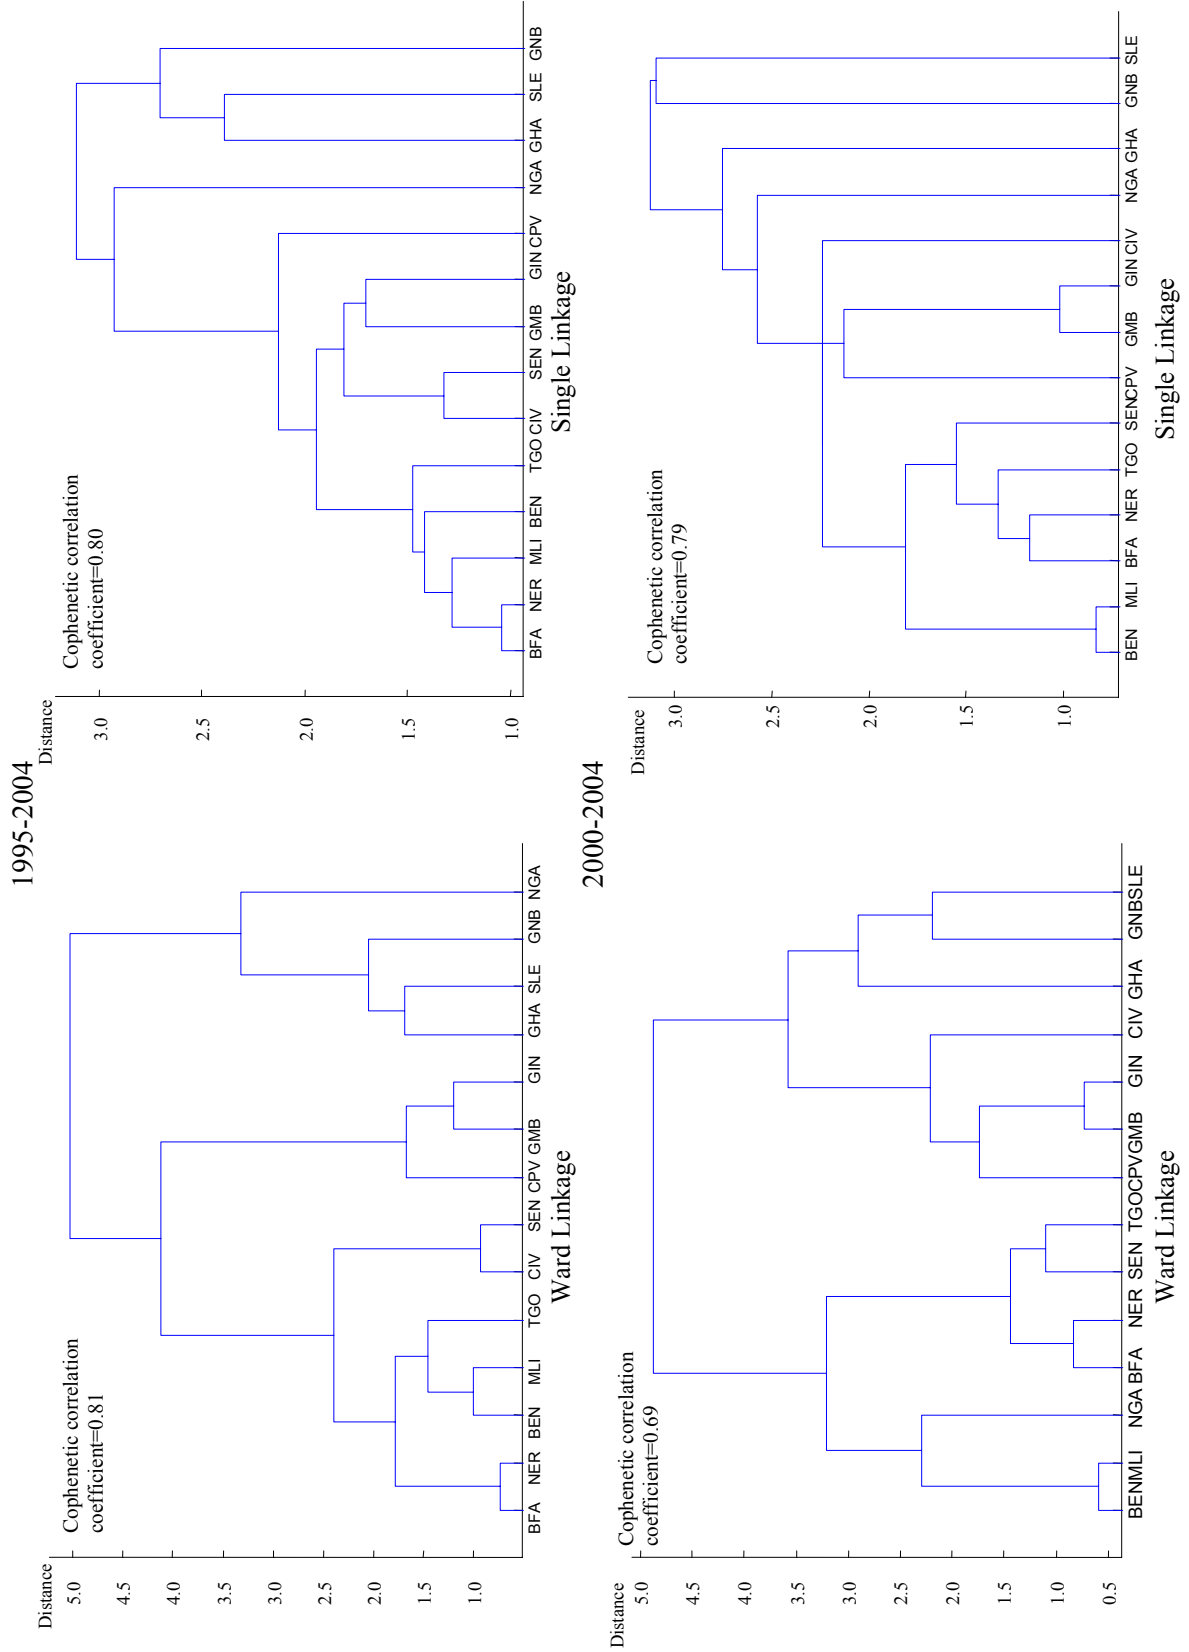 1995-2004
Distance
Cophenetic correlation
coefficient=0.81
5.0
4.5
4.0
3.5
3.0
2.5
2.0
1.5
1.0
BFA NER BEN MLI TGO CIV SEN CPV GMB GIN GHA SLE GNB NGA
Ward Linkage
Distance
Cophenetic correlation
coefficient=0.80
3.0
2.5
2.0
1.5
1.0
BFA NER MLI BEN TGO CIV SEN GMB GIN CPV NGA GHA SLE GNB
Single Linkage
2000-2004
Distance
Cophenetic correlation
coefficient=0.69
5.0
4.5
4.0
3.5
3.0
2.5
2.0
1.5
1.0
0.5
BENMLI NGA BFA NER SEN TGOCPVGMB GIN CIV GHA GNBSLE
Ward Linkage
Distance
Cophenetic correlation
coefficient=0.79
3.0
2.5
2.0
1.5
1.0
BEN MLI BFA NER TGO SENCPV GMB GIN CIV NGA GHA GNB SLE
Single Linkage